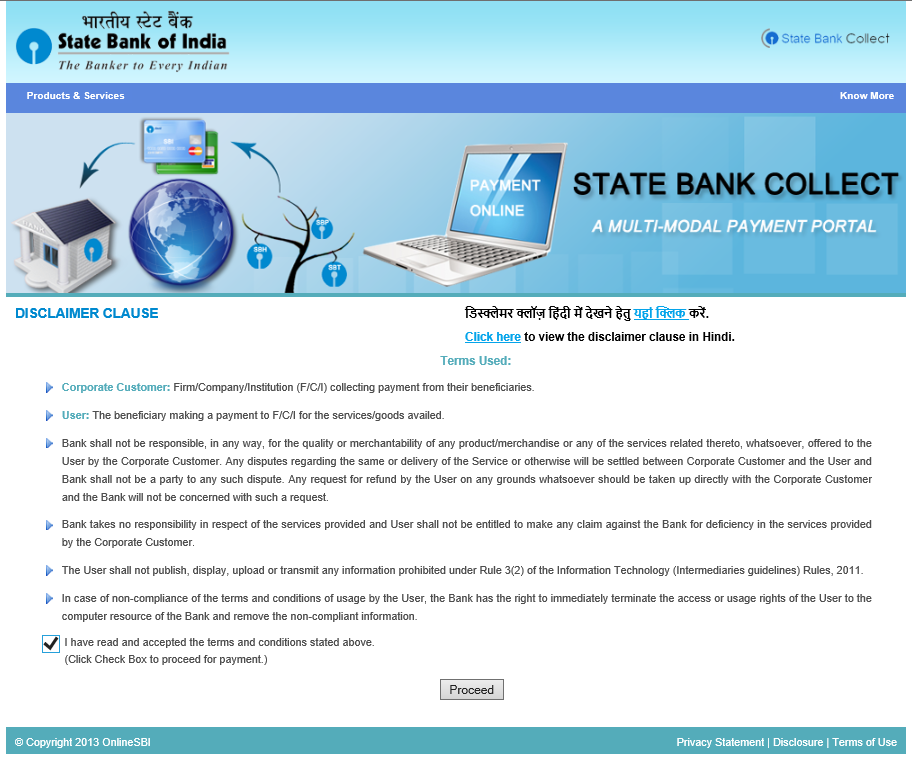 भारतीय स्टेट बैंक
State Bank of India
The Banker to Every Indian
State Bank Collect
Products & Services
Know More
SBI
PAYMENT
ONLINE
SBP
SBH
SBT
STATE BANK COLLECT
A MULTI-MODAL PAYMENT PORTAL
DISCLAIMER CLAUSE
डिस्क्लेमर क्लॉज़ हिंदी में देखने हेतु यहां क्लिक करें.
Click here to view the disclaimer clause in Hindi.
Terms Used:
Corporate Customer: Firm/Company/Institution (F/C/I) collecting payment from their beneficiaries.
User: The beneficiary making a payment to F/C/I for the services/goods availed.
Bank shall not be responsible, in any way, for the quality or merchantability of any product/merchandise or any of the services related thereto, whatsoever, offered to the
User by the Corporate Customer. Any disputes regarding the same or delivery of the Service or otherwise will be settled between Corporate Customer and the User and
Bank shall not be a party to any such dispute. Any request for refund by the User on any grounds whatsoever should be taken up directly with the Corporate Customer
and the Bank will not be concerned with such a request.
Bank takes no responsibility in respect of the services provided and User shall not be entitled to make any claim against the Bank for deficiency in the services provided
by the Corporate Customer.
The User shall not publish, display, upload or transmit any information prohibited under Rule 3(2) of the Information Technology (Intermediaries guidelines) Rules, 2011.
In case of non-compliance of the terms and conditions of usage by the User, the Bank has the right to immediately terminate the access or usage rights of the User to the
computer resource of the Bank and remove the non-compliant information.
I have read and accepted the terms and conditions stated above.
(Click Check Box to proceed for payment.)
Proceed
© Copyright 2013 OnlineSBI
Privacy Statement | Disclosure | Terms of Use